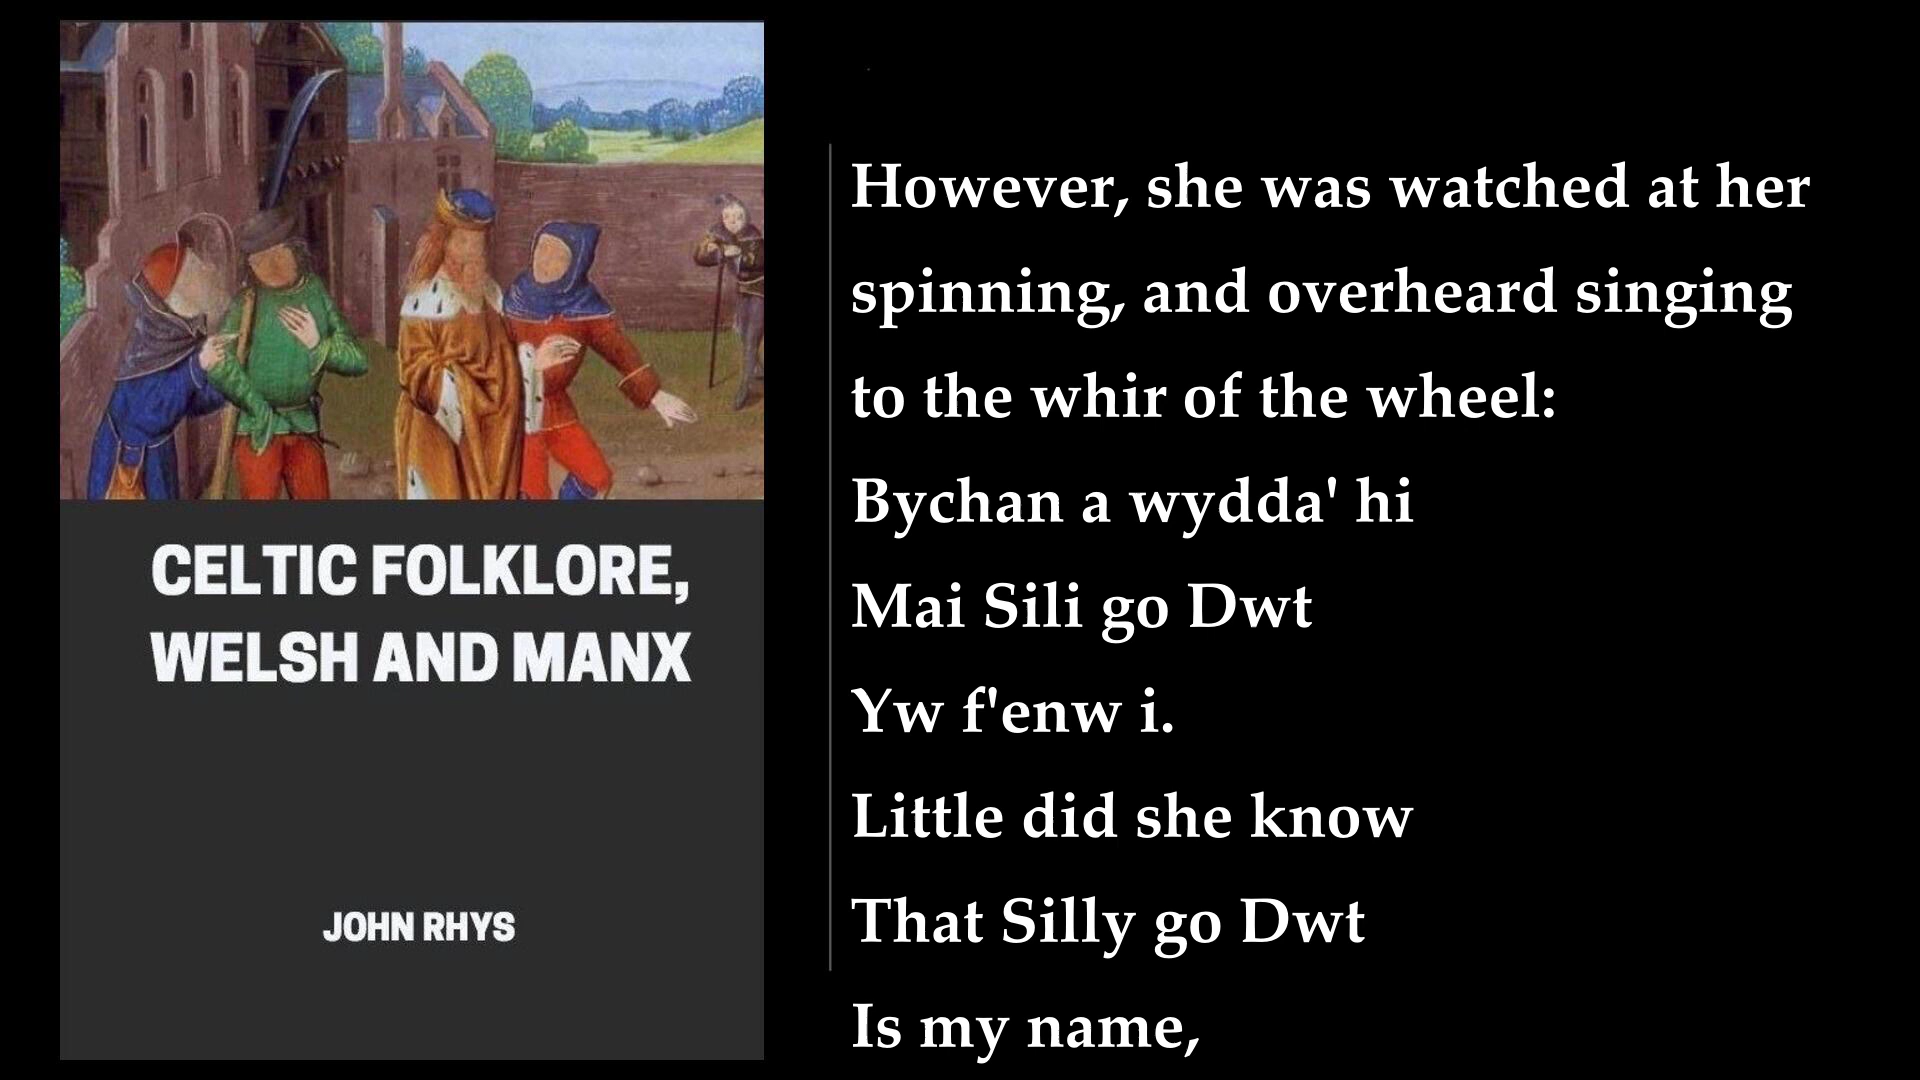 CELTIC FOLKLORE,
WELSH AND MANX
JOHN RHYS
However, she was watched at her
spinning, and overheard singing
to the whir of the wheel:
Bychan a wydda' hi
Mai Sili go Dwt
Yw f'enw i.
Little did she know
That Silly go Dwt
Is my name,